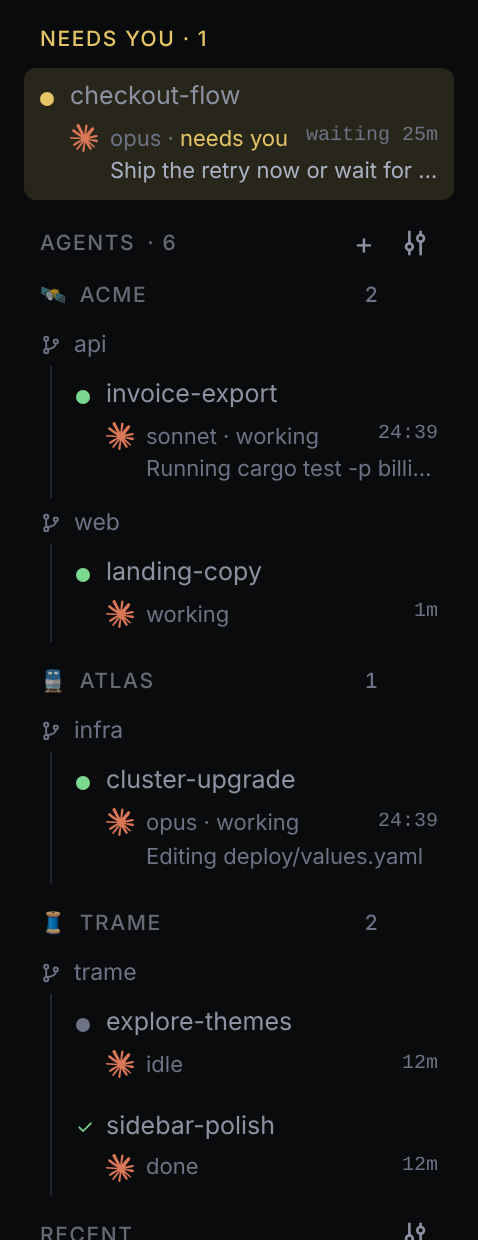 NEEDS YOU · 1
checkout-flow
opus · needs you waiting 25m
Ship the retry now or wait for ...
AGENTS · 6 +
ACME 2
api
invoice-export
sonnet · working 24:39
Running cargo test -p billi...
web
landing-copy
working 1m
ATLAS 1
infra
cluster-upgrade
opus · working 24:39
Editing deploy/values.yaml
TRAME 2
trame
explore-themes
idle 12m
sidebar-polish
done 12m
RECENT